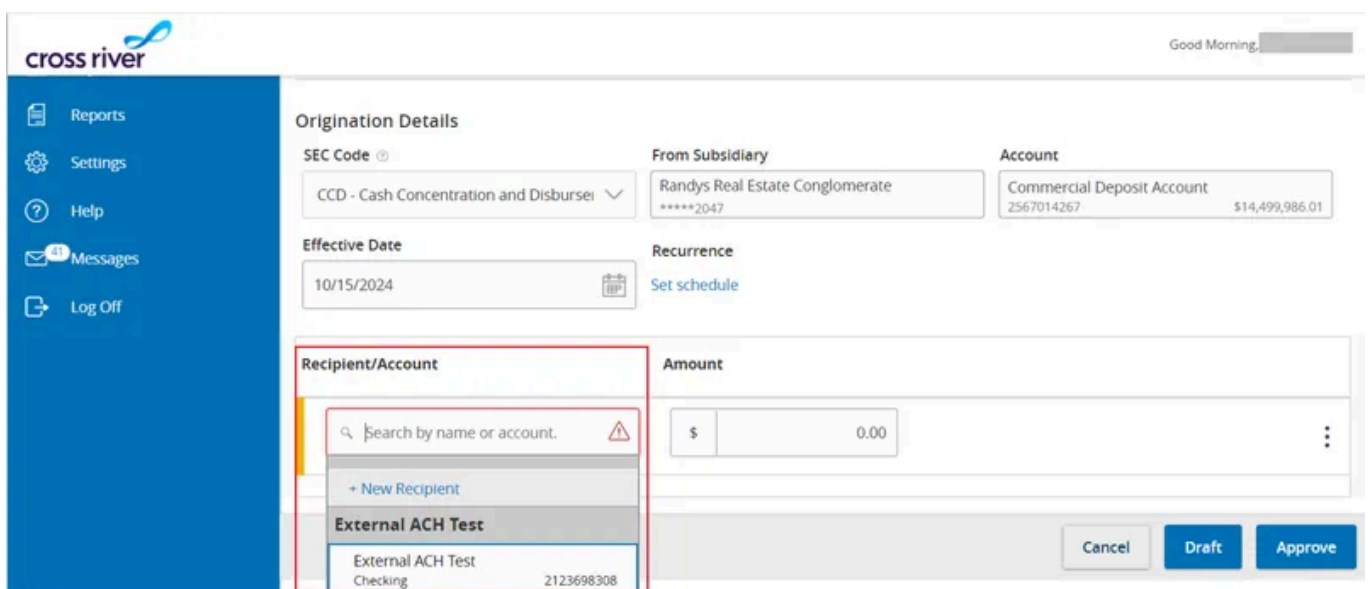 cross river
Good Morning,
Reports
Settings
Help
41 Messages
Log Off
Origination Details
SEC Code ?
From Subsidiary
Account
CCD - Cash Concentration and Disburse
Randys Real Estate Conglomerate
*****2047
Commercial Deposit Account
2567014267 $14,499,986.01
Effective Date
Recurrence
10/15/2024
Set schedule
Recipient/Account
Amount
Search by name or account.
$ 0.00
+ New Recipient
External ACH Test
External ACH Test
Checking 2123698308
Cancel
Draft
Approve